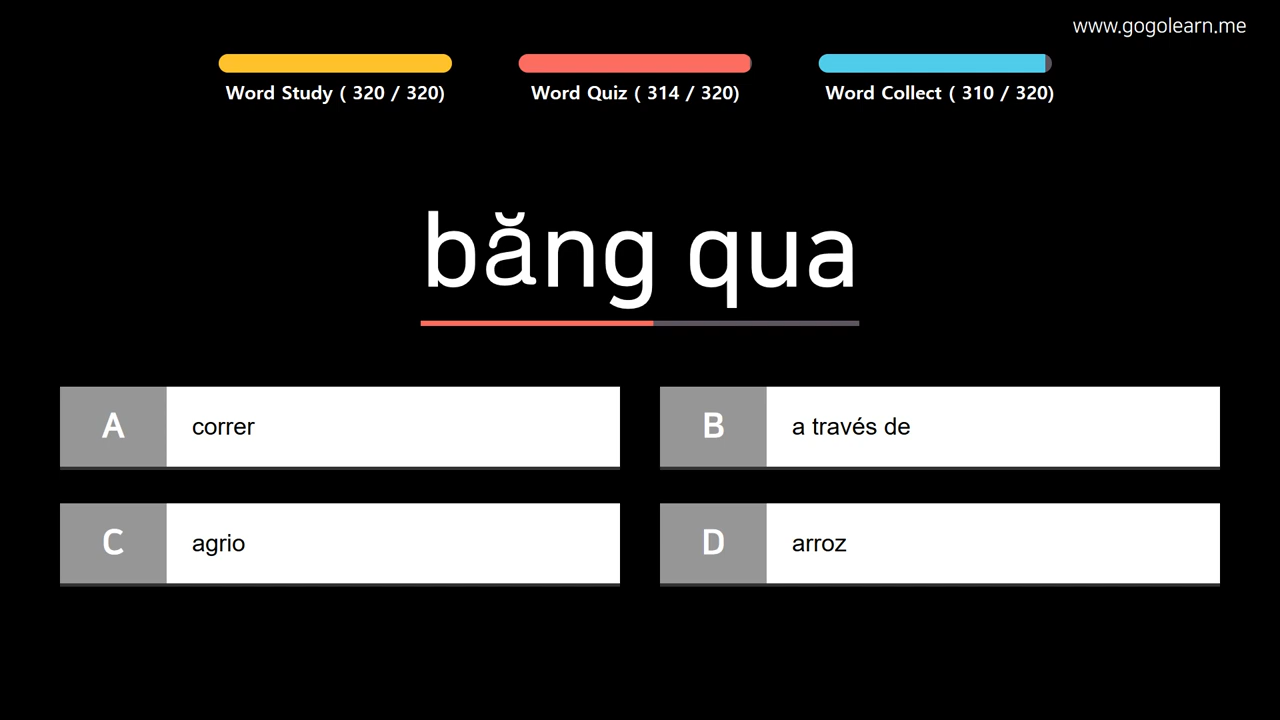 www.gogolearn.me
Word Study ( 320 / 320)
Word Quiz ( 314 / 320)
Word Collect ( 310 / 320)
băng qua
A correr
B a través de
C agrio
D arroz